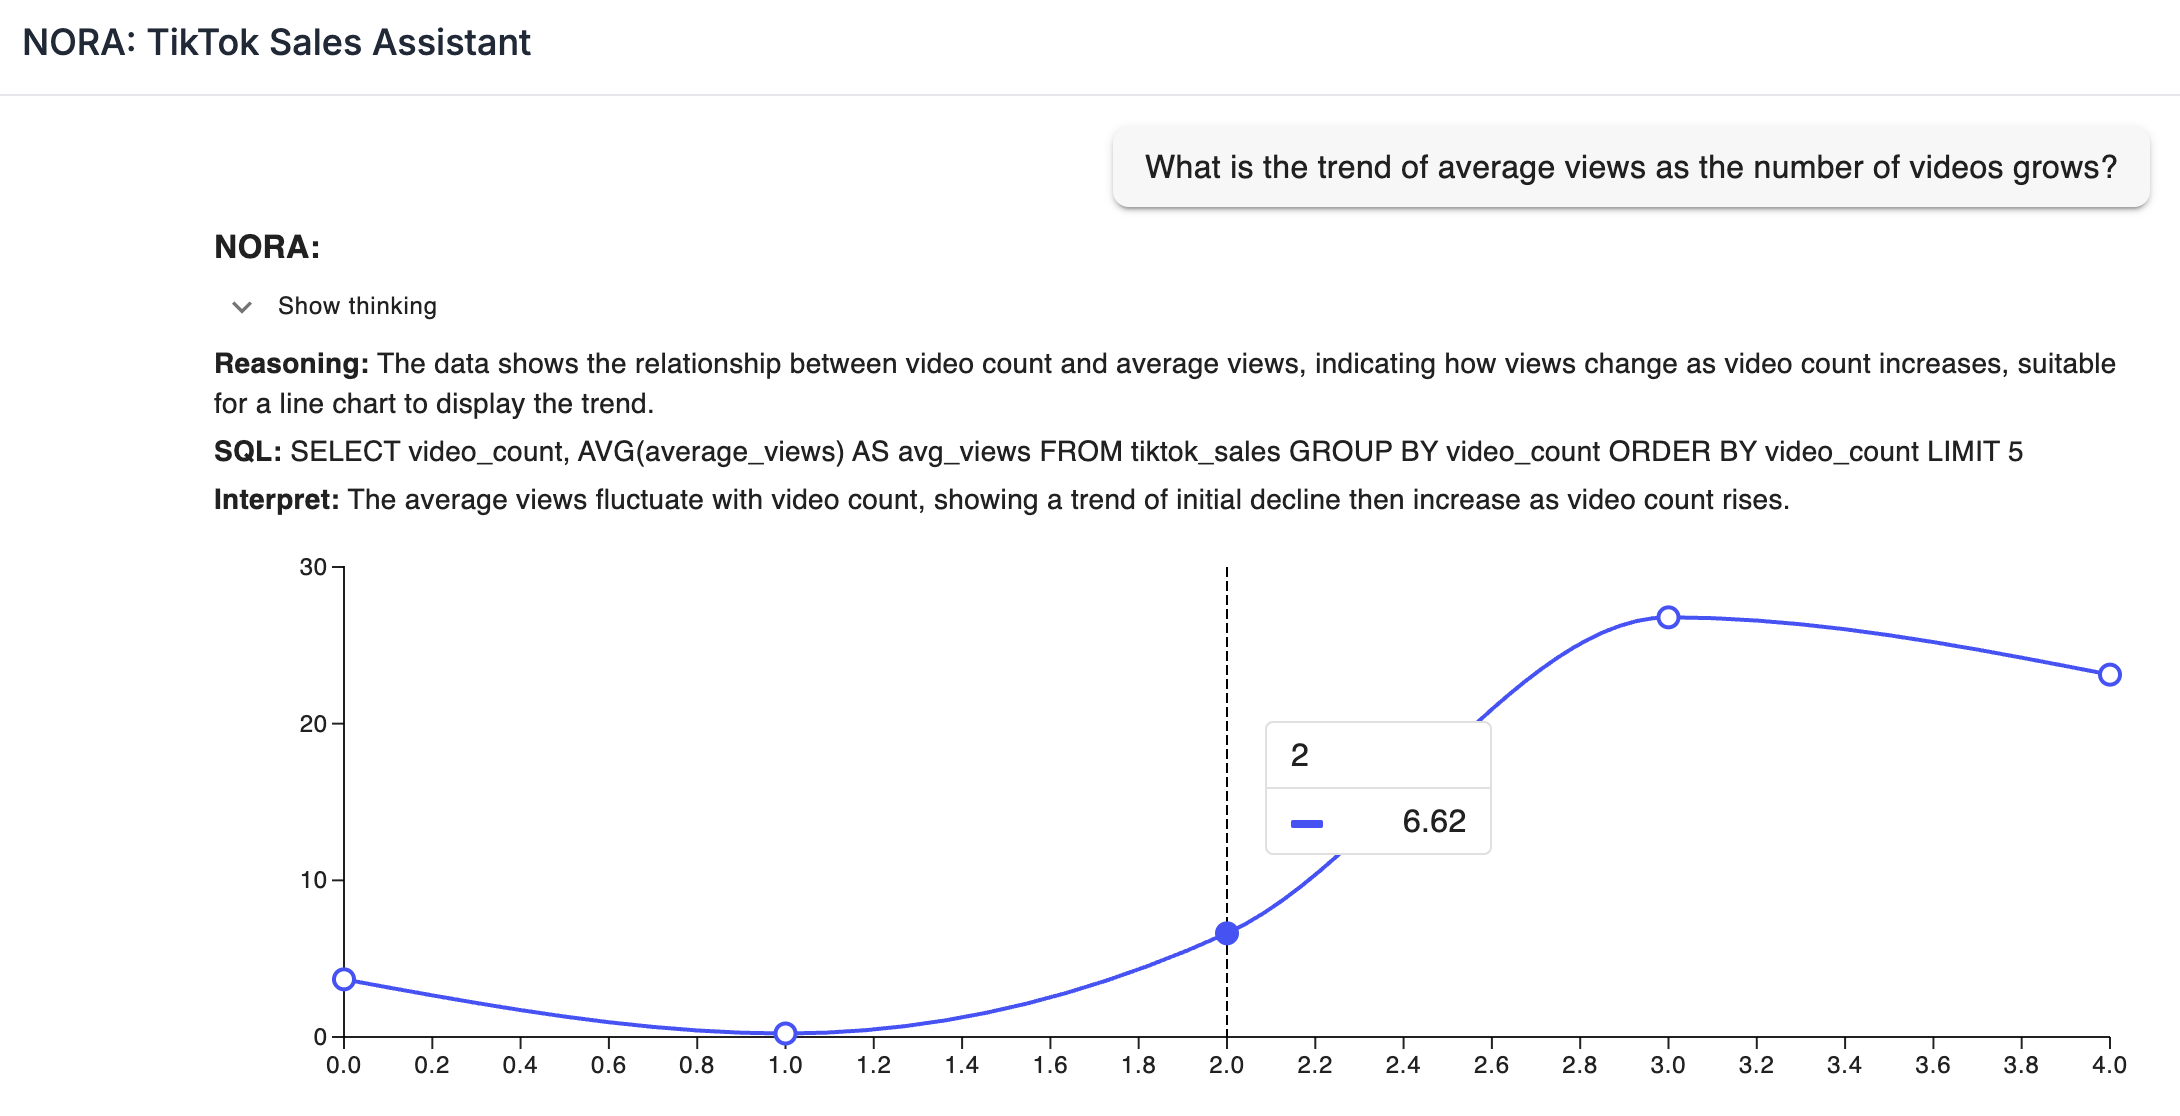 NORA: TikTok Sales Assistant
What is the trend of average views as the number of videos grows?
NORA:
Show thinking
Reasoning: The data shows the relationship between video count and average views, indicating how views change as video count increases, suitable
for a line chart to display the trend.
SQL: SELECT video_count, AVG(average_views) AS avg_views FROM tiktok_sales GROUP BY video_count ORDER BY video_count LIMIT 5
Interpret: The average views fluctuate with video count, showing a trend of initial decline then increase as video count rises.
30
20
2
6.62
10
0
0.0 0.2 0.4 0.6 0.8 1.0 1.2 1.4 1.6 1.8 2.0 2.2 2.4 2.6 2.8 3.0 3.2 3.4 3.6 3.8 4.0